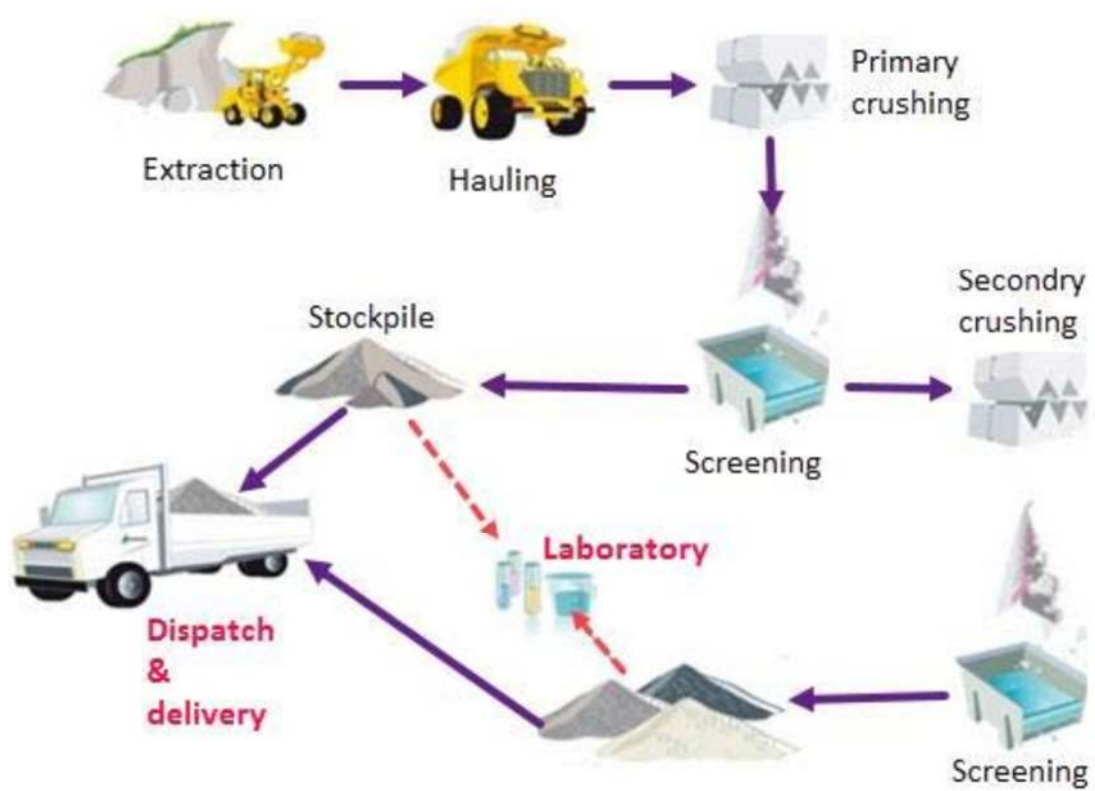 Extraction
Hauling
Primary
crushing
Secondry
crushing
Stockpile
Screening
Laboratory
Dispatch
&
delivery
Screening